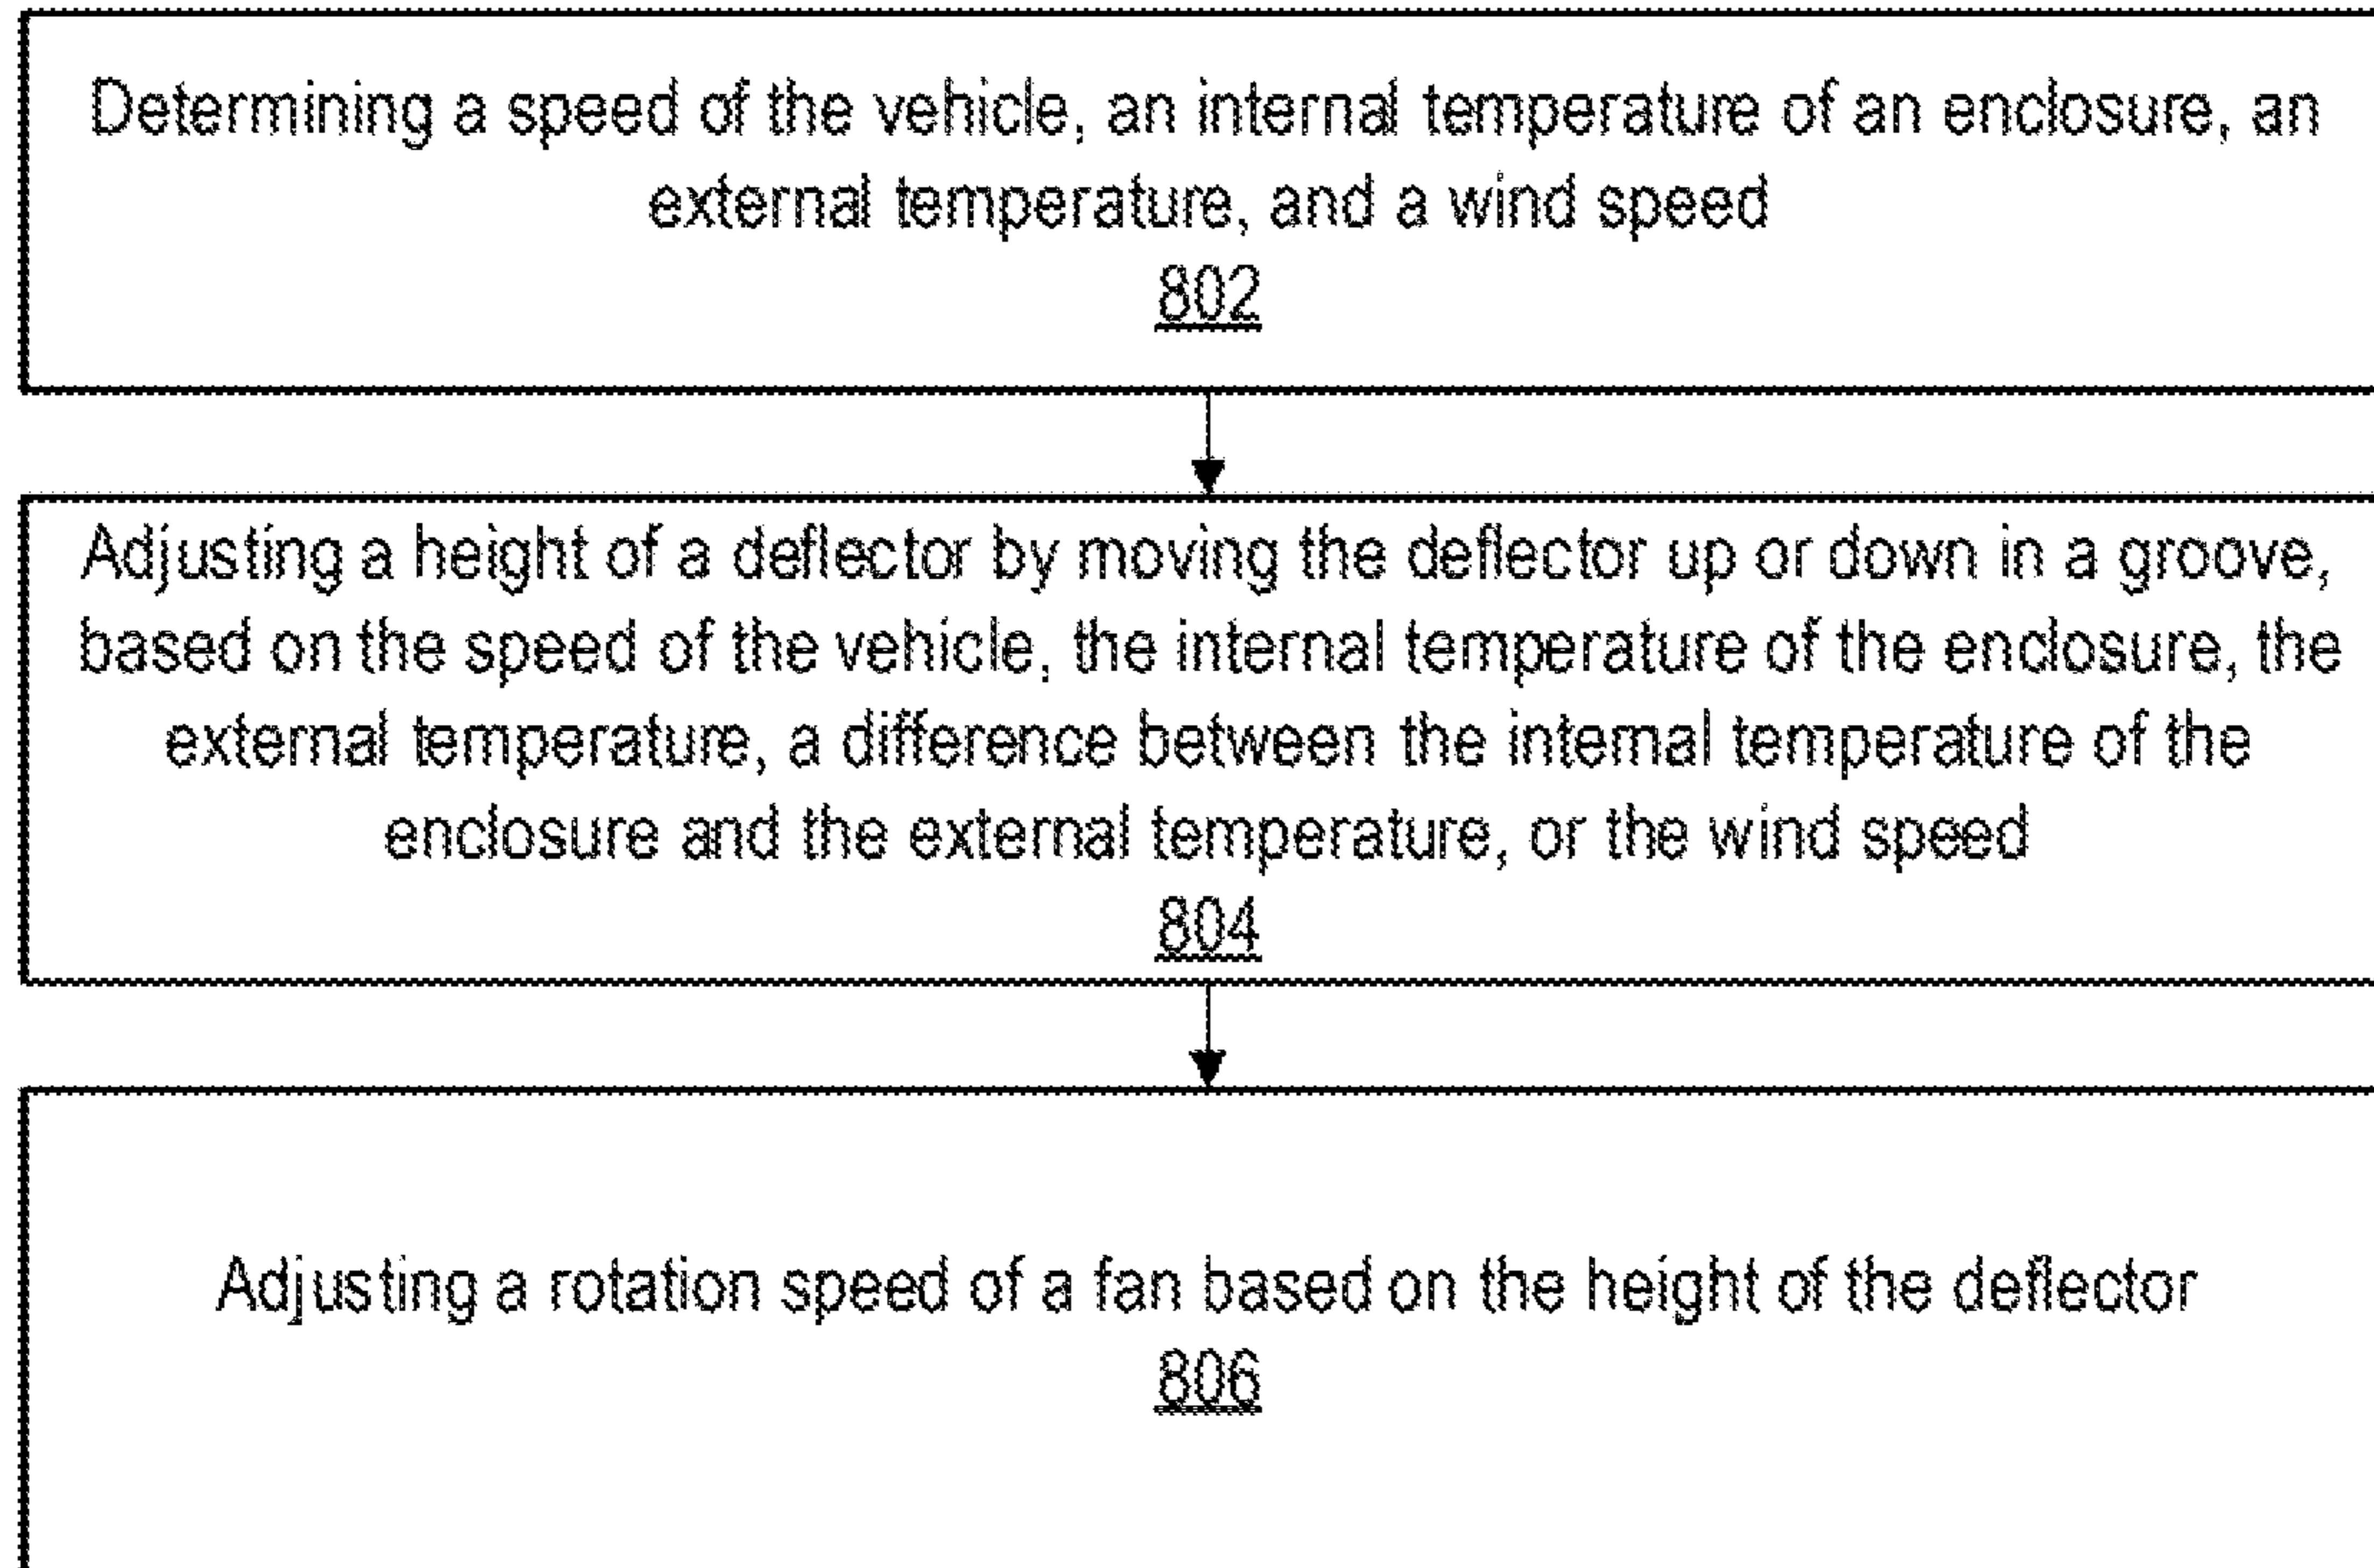 Determining a speed of the vehicle, an internal temperature of an enclosure, an
external temperature, and a wind speed
802
Adjusting a height of a deflector by moving the deflector up or down in a groove,
based on the speed of the vehicle, the internal temperature of the enclosure, the
external temperature, a difference between the internal temperature of the
enclosure and the external temperature, or the wind speed
804
Adjusting a rotation speed of a fan based on the height of the deflector
806